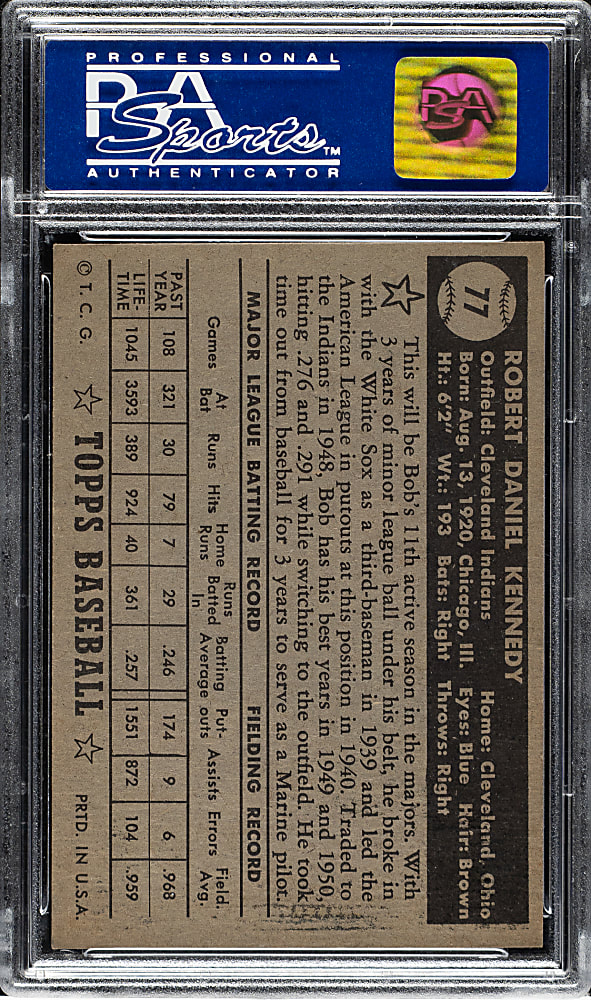 PROFESSIONAL
PSA
Sports™
AUTHENTICATOR
PSA
77
ROBERT DANIEL KENNEDY
Outfield: Cleveland Indians Home: Cleveland, Ohio
Born: Aug. 13, 1920, Chicago, Ill. Eyes: Blue Hair: Brown
Ht.: 6'2" Wt.: 193 Bats: Right Throws: Right
This will be Bob's 11th active season in the majors. With
3 years of minor league ball under his belt, he broke in
with the White Sox as a third-baseman in 1939 and led the
American League in putouts at this position in 1940. Traded to
the Indians in 1948, Bob has his best years in 1949 and 1950,
hitting .276 and .291 while switching to the outfield. He took
time out from baseball for 3 years to serve as a Marine pilot.
MAJOR LEAGUE BATTING RECORD FIELDING RECORD
Games At Bat Runs Hits Home Runs Runs Batted In Batting Average Put-outs Assists Errors Field. Avg.
PAST YEAR 108 321 30 79 7 29 .246 174 9 6 .968
LIFE-TIME 1045 3593 389 924 40 361 .257 1551 872 104 .959
© T. C. G. ☆ TOPPS BASEBALL ☆ PRTD. IN U.S.A.